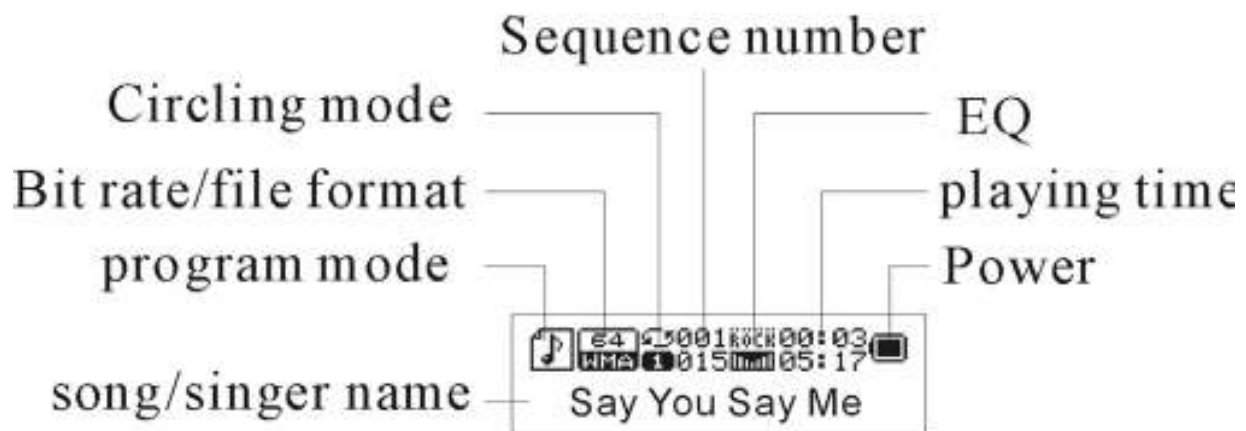 Sequence number
Circling mode
EQ
Bit rate/file format
playing time
program mode
Power
64 001 ROCK 00:03
WMA 1 015 05:17
song/singer name
Say You Say Me